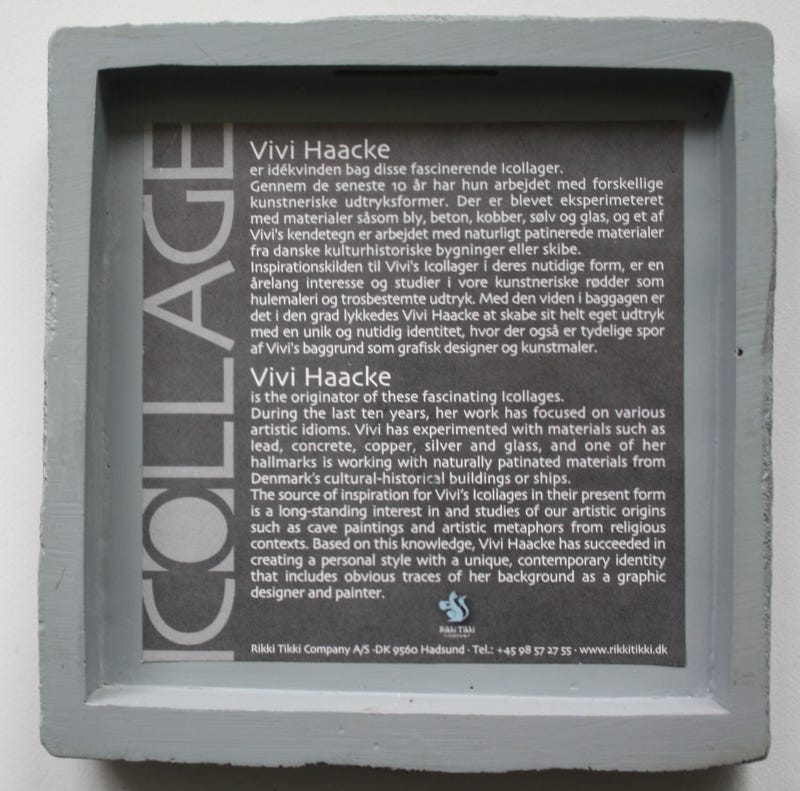 ICOLLAGE
Vivi Haacke
er idékvinden bag disse fascinerende Icollager.
Gennem de seneste 10 år har hun arbejdet med forskellige
kunstneriske udtryksformer. Der er blevet eksperimeteret
med materialer såsom bly, beton, kobber, sølv og glas, og et af
Vivi's kendetegn er arbejdet med naturligt patinerede materialer
fra danske kulturhistoriske bygninger eller skibe.
Inspirationskilden til Vivi's Icollager i deres nutidige form, er en
årelang interesse og studier i vore kunstneriske rødder som
hulemaleri og trosbestemte udtryk. Med den viden i baggagen er
det i den grad lykkedes Vivi Haacke at skabe sit helt eget udtryk
med en unik og nutidig identitet, hvor der også er tydelige spor
af Vivi's baggrund som grafisk designer og kunstmaler.
Vivi Haacke
is the originator of these fascinating Icollages.
During the last ten years, her work has focused on various
artistic idioms. Vivi has experimented with materials such as
lead, concrete, copper, silver and glass, and one of her
hallmarks is working with naturally patinated materials from
Denmark's cultural-historical buildings or ships.
The source of inspiration for Vivi's Icollages in their present form
is a long-standing interest in and studies of our artistic origins
such as cave paintings and artistic metaphors from religious
contexts. Based on this knowledge, Vivi Haacke has succeeded in
creating a personal style with a unique, contemporary identity
that includes obvious traces of her background as a graphic
designer and painter.
Rikki Tikki
COMPANY
Rikki Tikki Company A/S · DK 9560 Hadsund · Tel.: +45 98 57 27 55 · www.rikkitikki.dk